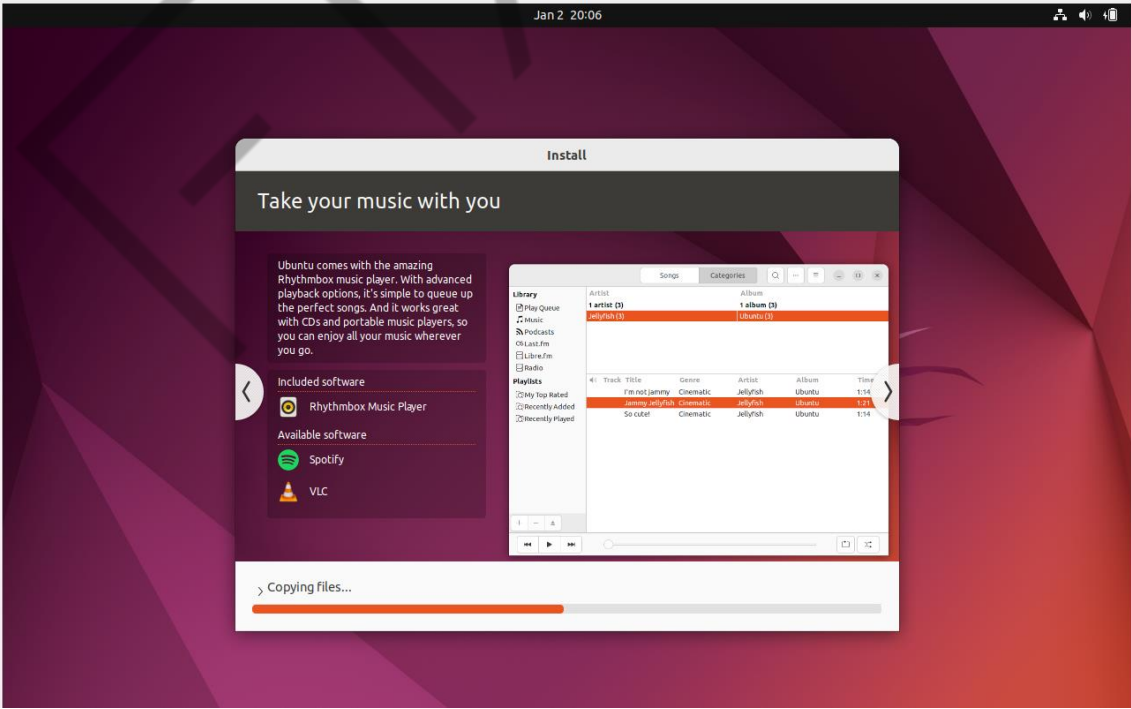 Jan 2 20:06
Install
Take your music with you
Ubuntu comes with the amazing
Rhythmbox music player. With advanced
playback options, it's simple to queue up
the perfect songs. And it works great
with CDs and portable music players, so
you can enjoy all your music wherever
you go.
Included software
Rhythmbox Music Player
Available software
Spotify
VLC
Songs Categories
Library
Play Queue
Music
Podcasts
Last.fm
Libre.fm
Radio
Playlists
My Top Rated
Recently Added
Recently Played
Artist Album
1 artist (3) 1 album (3)
Jellyfish (3) Ubuntu (3)
Track Title Genre Artist Album Time
I'm not jammy Cinematic Jellyfish Ubuntu 1:14
Jammy Jellyfish Cinematic Jellyfish Ubuntu 1:21
So cute! Cinematic Jellyfish Ubuntu 1:14
Copying files...